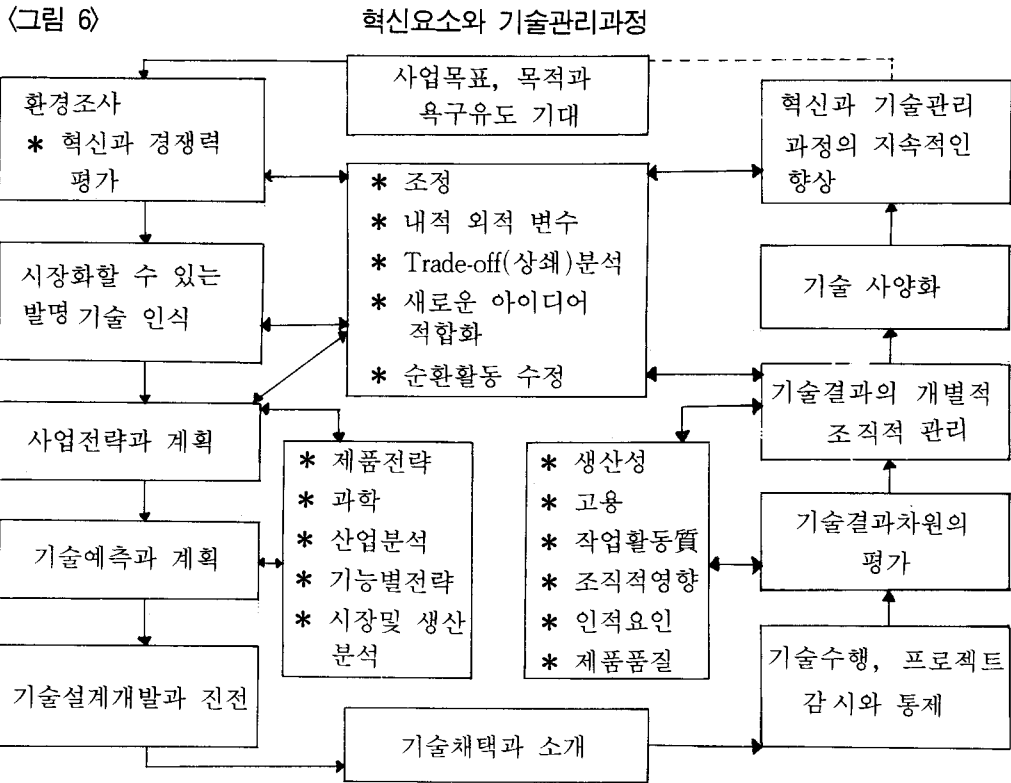 〈그림 6〉 혁신요소와 기술관리과정
사업목표, 목적과
욕구유도 기대
환경조사
* 혁신과 경쟁력
평가
시장화할 수 있는
발명 기술 인식
사업전략과 계획
기술예측과 계획
기술설계개발과 진전
* 조정
* 내적 외적 변수
* Trade-off(상쇄)분석
* 새로운 아이디어
적합화
* 순환활동 수정
* 제품전략
* 과학
* 산업분석
* 기능별전략
* 시장및 생산
분석
* 생산성
* 고용
* 작업활동質
* 조직적영향
* 인적요인
* 제품품질
기술채택과 소개
혁신과 기술관리
과정의 지속적인
향상
기술 사양화
기술결과의 개별적
조직적 관리
기술결과차원의
평가
기술수행, 프로젝트
감시와 통제